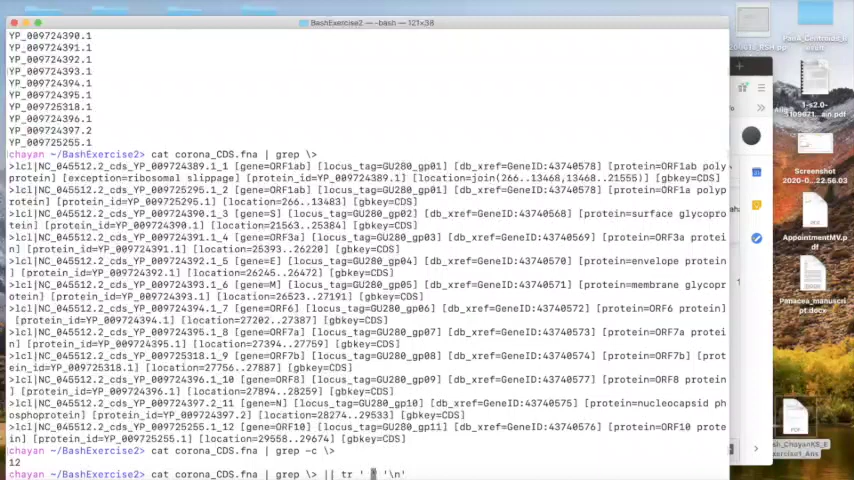 BashExercise2 — -bash — 121×38
YP_009724390.1
YP_009724391.1
YP_009724392.1
YP_009724393.1
YP_009724394.1
YP_009724395.1
YP_009725318.1
YP_009724396.1
YP_009724397.2
YP_009725255.1
chayan ~/BashExercise2> cat corona_CDS.fna | grep \>
>lcl|NC_045512.2_cds_YP_009724389.1_1 [gene=ORF1ab] [locus_tag=GU280_gp01] [db_xref=GeneID:43740578] [protein=ORF1ab poly
protein] [exception=ribosomal slippage] [protein_id=YP_009724389.1] [location=join(266..13468,13468..21555)] [gbkey=CDS]
>lcl|NC_045512.2_cds_YP_009725295.1_2 [gene=ORF1ab] [locus_tag=GU280_gp01] [db_xref=GeneID:43740578] [protein=ORF1a polyp
rotein] [protein_id=YP_009725295.1] [location=266..13483] [gbkey=CDS]
>lcl|NC_045512.2_cds_YP_009724390.1_3 [gene=S] [locus_tag=GU280_gp02] [db_xref=GeneID:43740568] [protein=surface glycopro
tein] [protein_id=YP_009724390.1] [location=21563..25384] [gbkey=CDS]
>lcl|NC_045512.2_cds_YP_009724391.1_4 [gene=ORF3a] [locus_tag=GU280_gp03] [db_xref=GeneID:43740569] [protein=ORF3a protei
n] [protein_id=YP_009724391.1] [location=25393..26220] [gbkey=CDS]
>lcl|NC_045512.2_cds_YP_009724392.1_5 [gene=E] [locus_tag=GU280_gp04] [db_xref=GeneID:43740570] [protein=envelope protein
] [protein_id=YP_009724392.1] [location=26245..26472] [gbkey=CDS]
>lcl|NC_045512.2_cds_YP_009724393.1_6 [gene=M] [locus_tag=GU280_gp05] [db_xref=GeneID:43740571] [protein=membrane glycopr
otein] [protein_id=YP_009724393.1] [location=26523..27191] [gbkey=CDS]
>lcl|NC_045512.2_cds_YP_009724394.1_7 [gene=ORF6] [locus_tag=GU280_gp06] [db_xref=GeneID:43740572] [protein=ORF6 protein]
 [protein_id=YP_009724394.1] [location=27202..27387] [gbkey=CDS]
>lcl|NC_045512.2_cds_YP_009724395.1_8 [gene=ORF7a] [locus_tag=GU280_gp07] [db_xref=GeneID:43740573] [protein=ORF7a protei
n] [protein_id=YP_009724395.1] [location=27394..27759] [gbkey=CDS]
>lcl|NC_045512.2_cds_YP_009725318.1_9 [gene=ORF7b] [locus_tag=GU280_gp08] [db_xref=GeneID:43740574] [protein=ORF7b] [prot
ein_id=YP_009725318.1] [location=27756..27887] [gbkey=CDS]
>lcl|NC_045512.2_cds_YP_009724396.1_10 [gene=ORF8] [locus_tag=GU280_gp09] [db_xref=GeneID:43740577] [protein=ORF8 protein
] [protein_id=YP_009724396.1] [location=27894..28259] [gbkey=CDS]
>lcl|NC_045512.2_cds_YP_009724397.2_11 [gene=N] [locus_tag=GU280_gp10] [db_xref=GeneID:43740575] [protein=nucleocapsid ph
osphoprotein] [protein_id=YP_009724397.2] [location=28274..29533] [gbkey=CDS]
>lcl|NC_045512.2_cds_YP_009725255.1_12 [gene=ORF10] [locus_tag=GU280_gp11] [db_xref=GeneID:43740576] [protein=ORF10 prote
in] [protein_id=YP_009725255.1] [location=29558..29674] [gbkey=CDS]
chayan ~/BashExercise2> cat corona_CDS.fna | grep -c \>
12
chayan ~/BashExercise2> cat corona_CDS.fna | grep \> || tr ' ' '\n'
Screenshot
2020-0...22.56.03
AppointmentMV.p
df
Panacea_manuscri
pt.docx